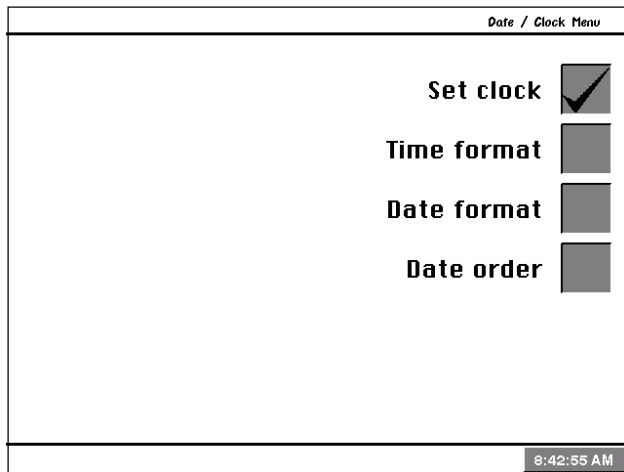 Date / Clock Menu
Set clock
Time format
Date format
Date order
8:42:55 AM